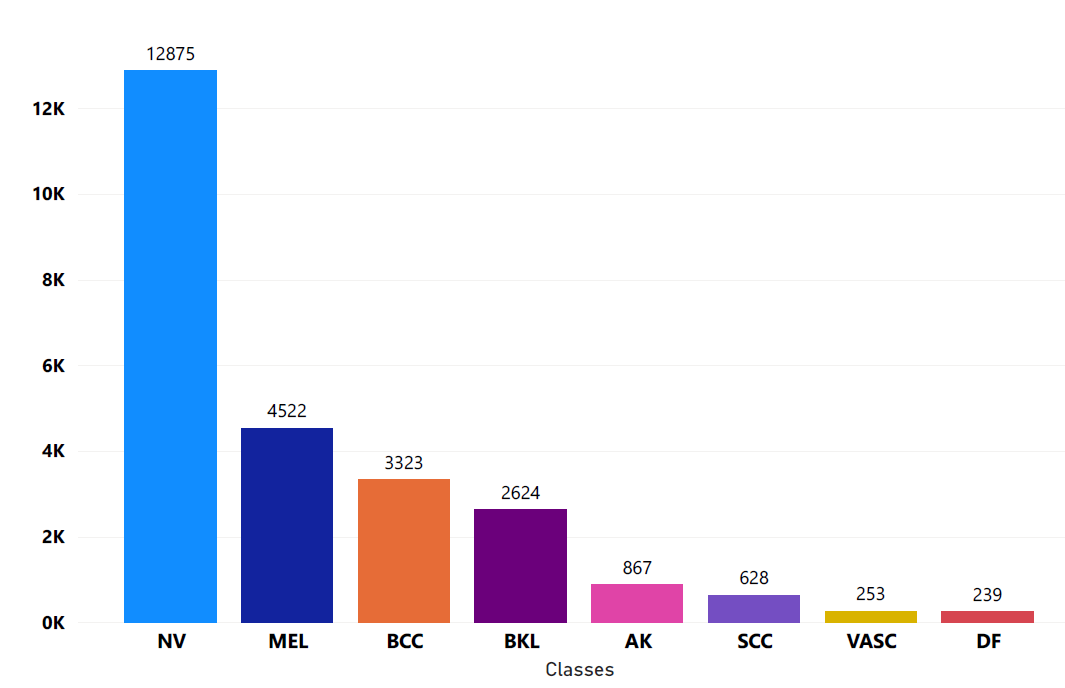 12875
12K
10K
8K
6K
4522
4K
3323
2624
2K
867
628
253
239
0K
NV MEL BCC BKL AK SCC VASC DF
Classes